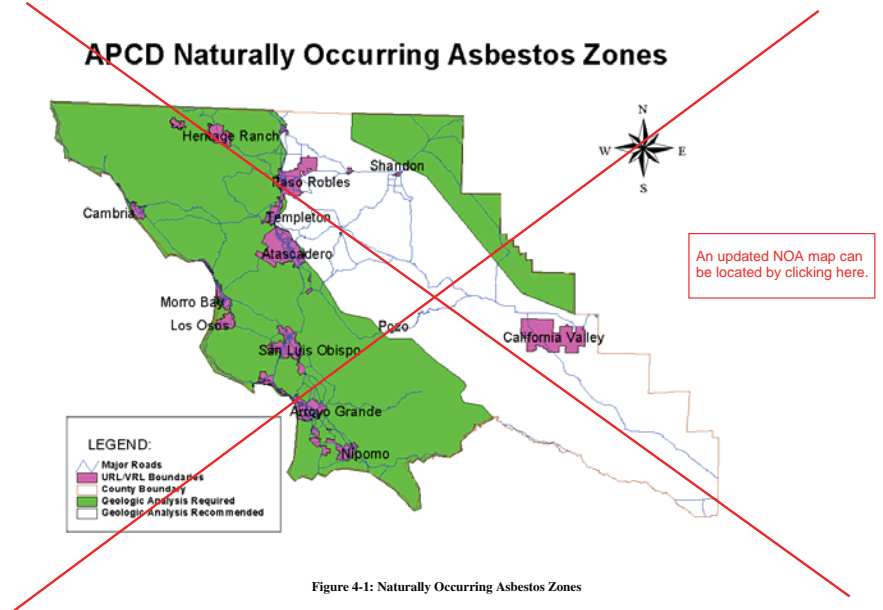 APCD Naturally Occurring Asbestos Zones
N
W
E
S
Heritage Ranch
Shandon
Paso Robles
Cambria
Templeton
Atascadero
An updated NOA map can
be located by clicking here.
Morro Bay
Los Osos
Pozo
California Valley
San Luis Obispo
Arroyo Grande
Nipomo
LEGEND:
Major Roads
URL/VRL Boundaries
County Boundary
Geologic Analysis Required
Geologic Analysis Recommended
Figure 4-1: Naturally Occurring Asbestos Zones